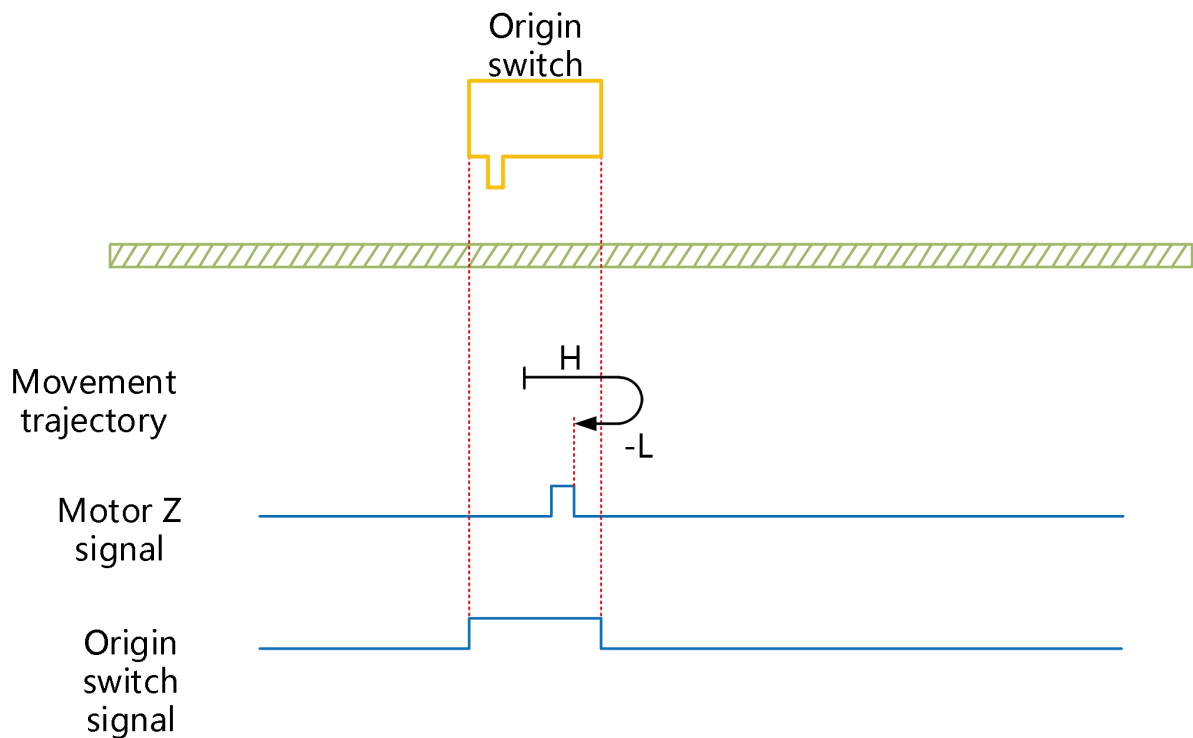 Origin
switch
H
Movement
trajectory
-L
Motor Z
signal
Origin
switch
signal